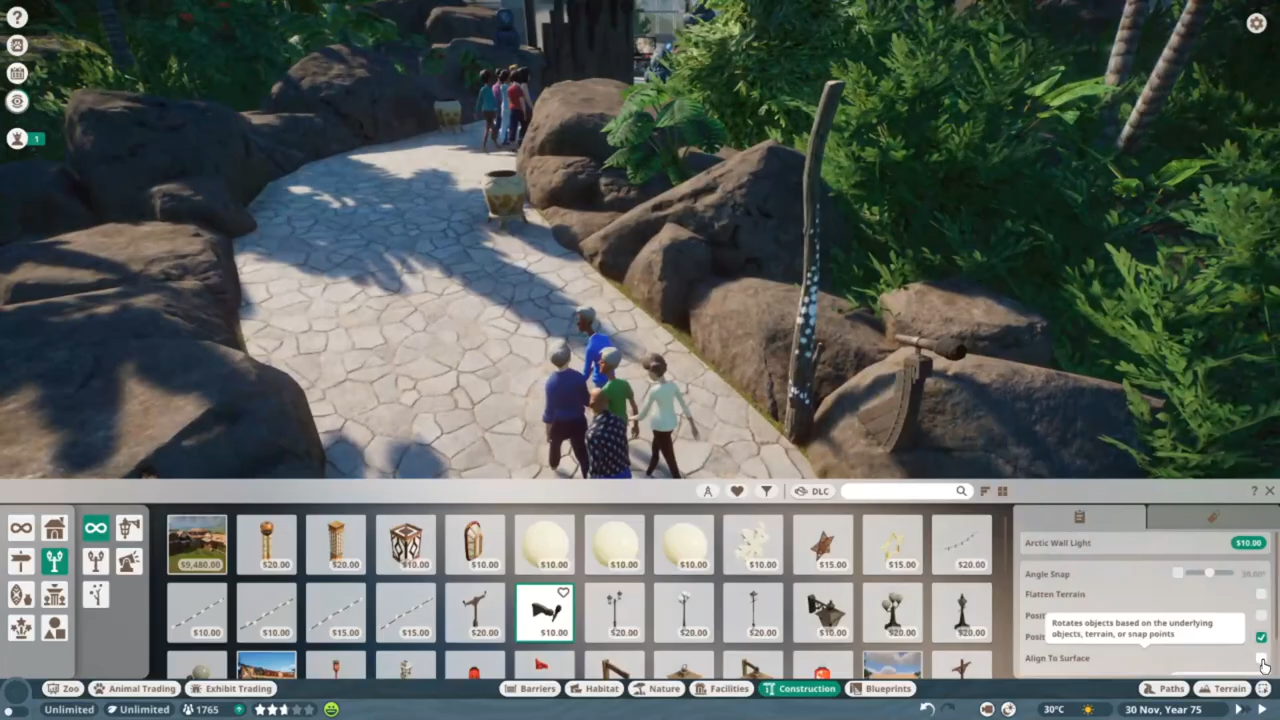 ?
1
DLC
? ×
$9,480.00
$20.00
$20.00
$10.00
$10.00
$10.00
$10.00
$10.00
$10.00
$15.00
$15.00
$20.00
$10.00
$10.00
$15.00
$15.00
$20.00
$10.00
$20.00
$20.00
$20.00
$10.00
$20.00
$20.00
Arctic Wall Light
$10.00
Angle Snap
Flatten Terrain
Posit
Rotates objects based on the underlying
objects, terrain, or snap points
Posit
Align To Surface
Zoo
Animal Trading
Exhibit Trading
Barriers
Habitat
Nature
Facilities
Construction
Blueprints
Paths
Terrain
Unlimited
Unlimited
1765
30°C
30 Nov, Year 75